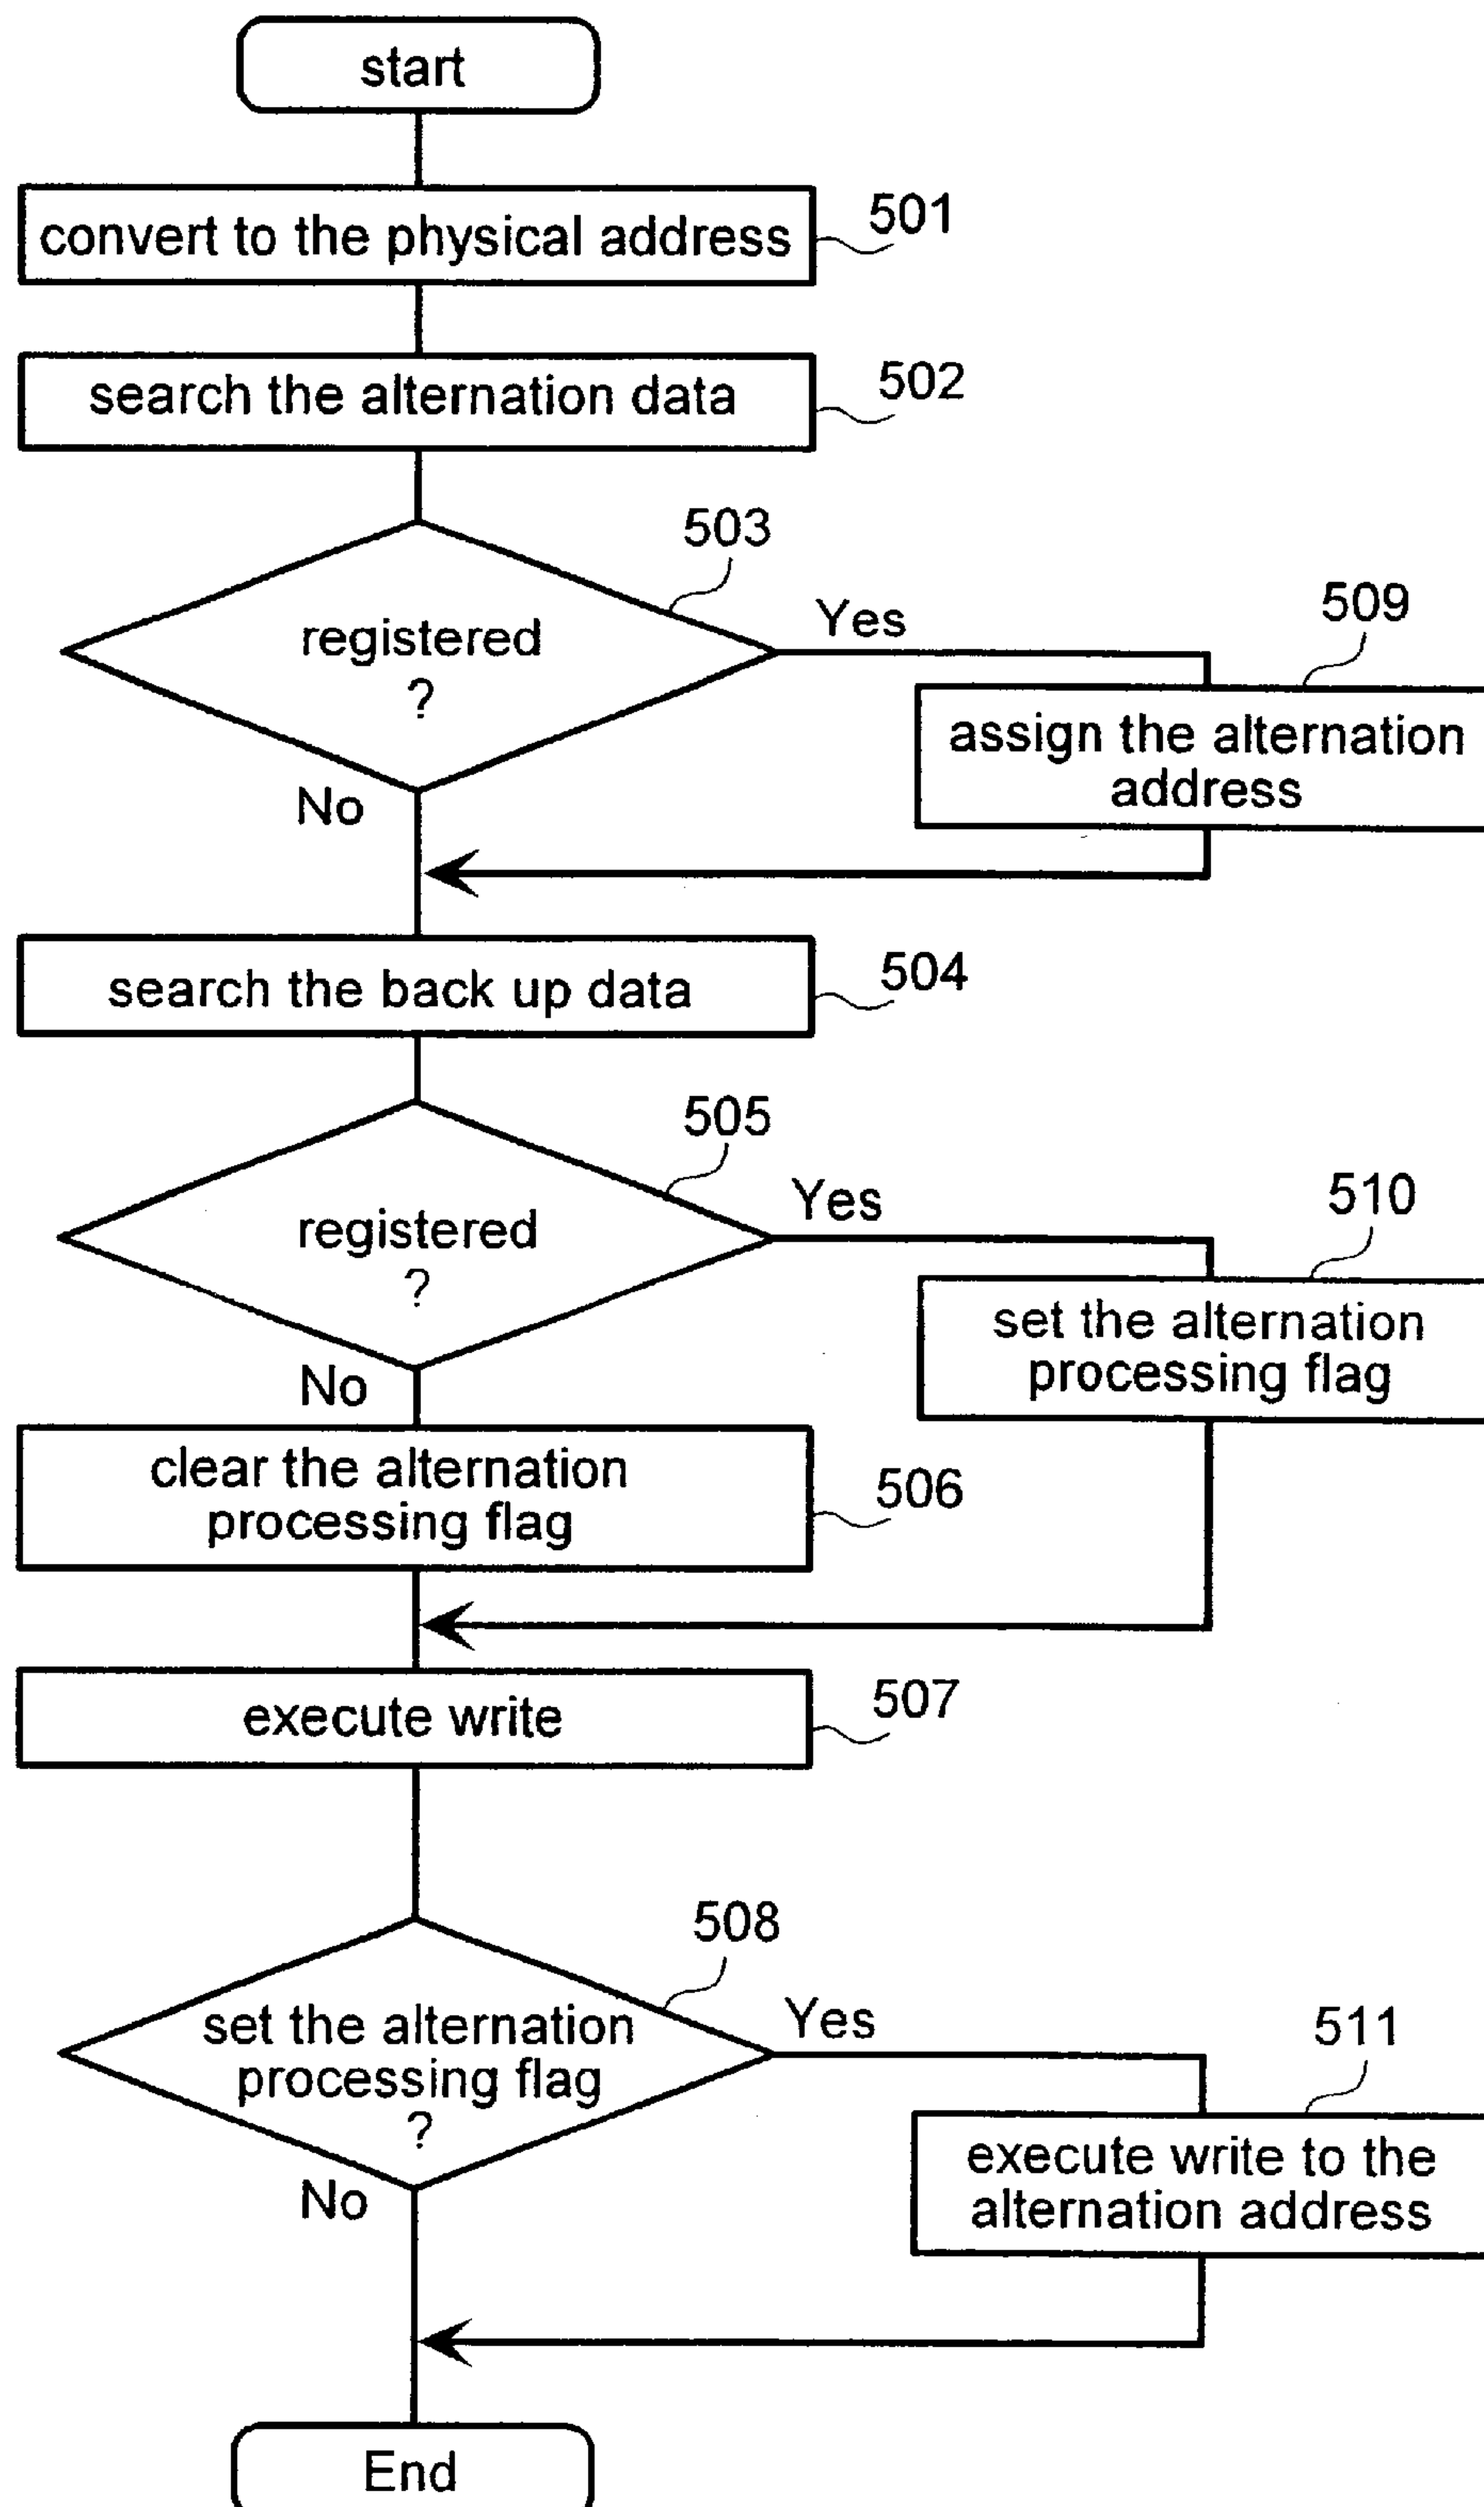 start
convert to the physical address
501
search the alternation data
502
503
registered
?
Yes
No
509
assign the alternation
address
search the back up data
504
505
registered
?
Yes
No
510
set the alternation
processing flag
clear the alternation
processing flag
506
execute write
507
508
set the alternation
processing flag
?
Yes
No
511
execute write to the
alternation address
End